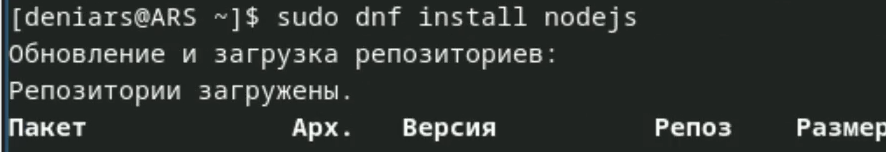 [deniars@ARS ~]$ sudo dnf install nodejs
Обновление и загрузка репозиториев:
Репозитории загружены.
Пакет Арх. Версия Репоз Размер